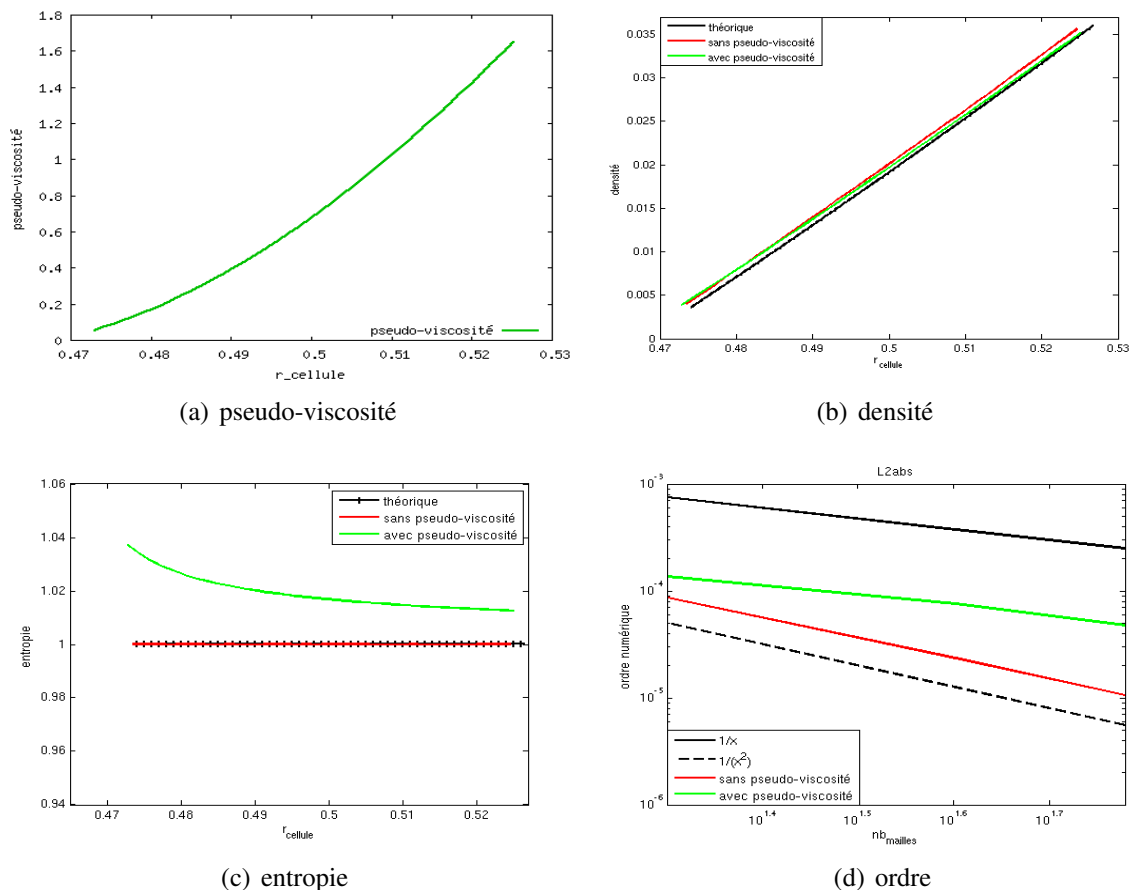 1.8
1.6
1.4
1.2
1
0.8
0.6
0.4
0.2
0
pseudo-viscosité
pseudo-viscosité
0.47 0.48 0.49 0.5 0.51 0.52 0.53
r_cellule
(a) pseudo-viscosité
théorique
sans pseudo-viscosité
avec pseudo-viscosité
0.035
0.03
0.025
0.02
0.015
0.01
0.005
0
densité
0.47 0.48 0.49 0.5 0.51 0.52 0.53
r cellule
(b) densité
1.06
1.04
1.02
1
0.98
0.96
0.94
entropie
théorique
sans pseudo-viscosité
avec pseudo-viscosité
0.47 0.48 0.49 0.5 0.51 0.52
r cellule
(c) entropie
L2abs
10^-3
10^-4
10^-5
10^-6
ordre numérique
1/x
1/(x^2)
sans pseudo-viscosité
avec pseudo-viscosité
10^1.4 10^1.5 10^1.6 10^1.7
nb mailles
(d) ordre